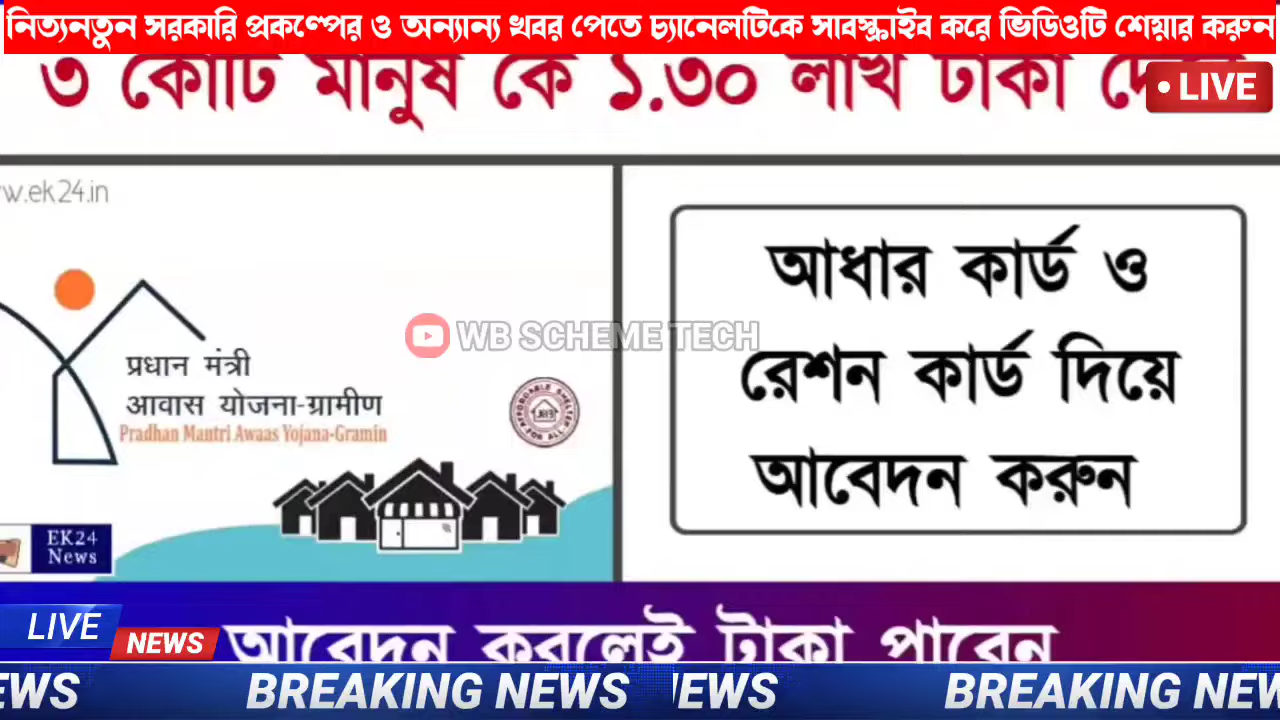 নিত্যনতুন সরকারি প্রকল্পের ও অন্যান্য খবর পেতে চ্যানেলটিকে সাবস্ক্রাইব করে ভিডিওটি শেয়ার করুন
৩ কোটি মানুষ কে ১.৩০ লাখ টাকা
• LIVE
w.ek24.in
আধার কার্ড ও
রেশন কার্ড দিয়ে
আবেদন করুন
WB SCHEME TECH
प्रधान मंत्री
आवास योजना-ग्रामीण
Pradhan Mantri Awaas Yojana-Gramin
EK24
News
LIVE
NEWS
আবেদন করলেই টাকা পাবেন
EWS BREAKING NEWS EWS BREAKING NEW